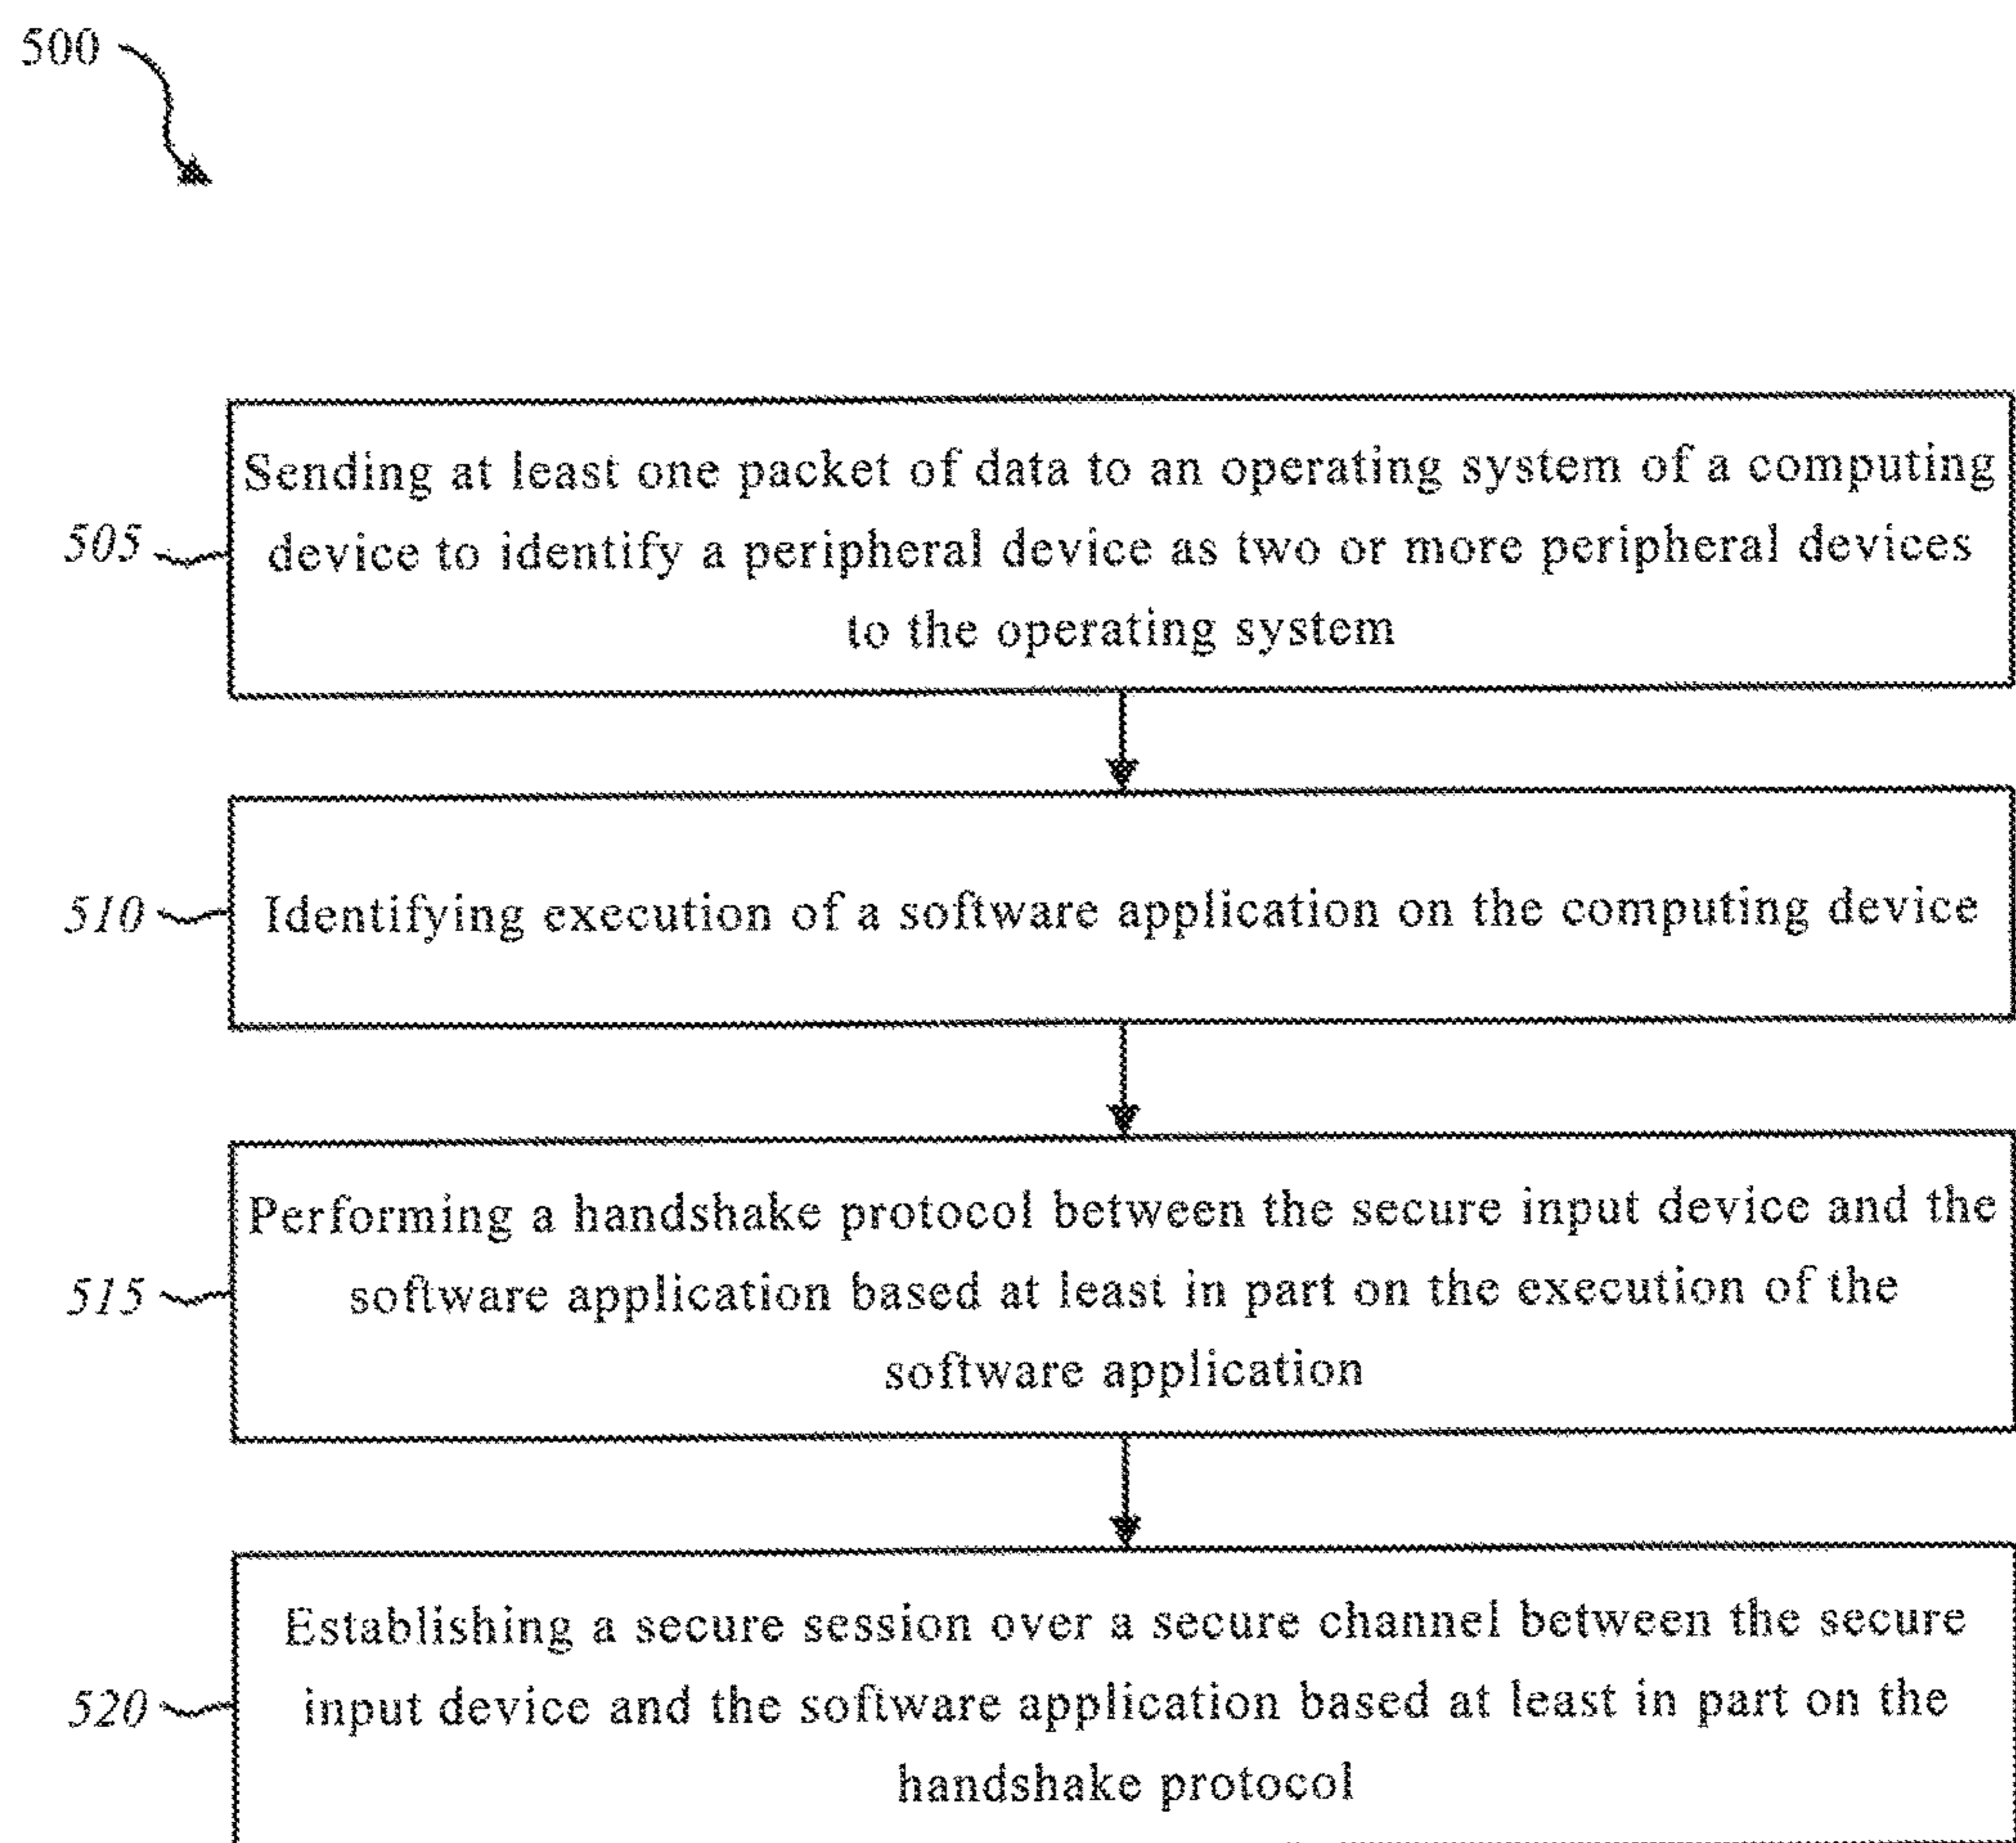 500
Sending at least one packet of data to an operating system of a computing
505
device to identify a peripheral device as two or more peripheral devices
to the operating system
510
Identifying execution of a software application on the computing device
Performing a handshake protocol between the secure input device and the
515
software application based at least in part on the execution of the
software application
Establishing a secure session over a secure channel between the secure
520
input device and the software application based at least in part on the
handshake protocol